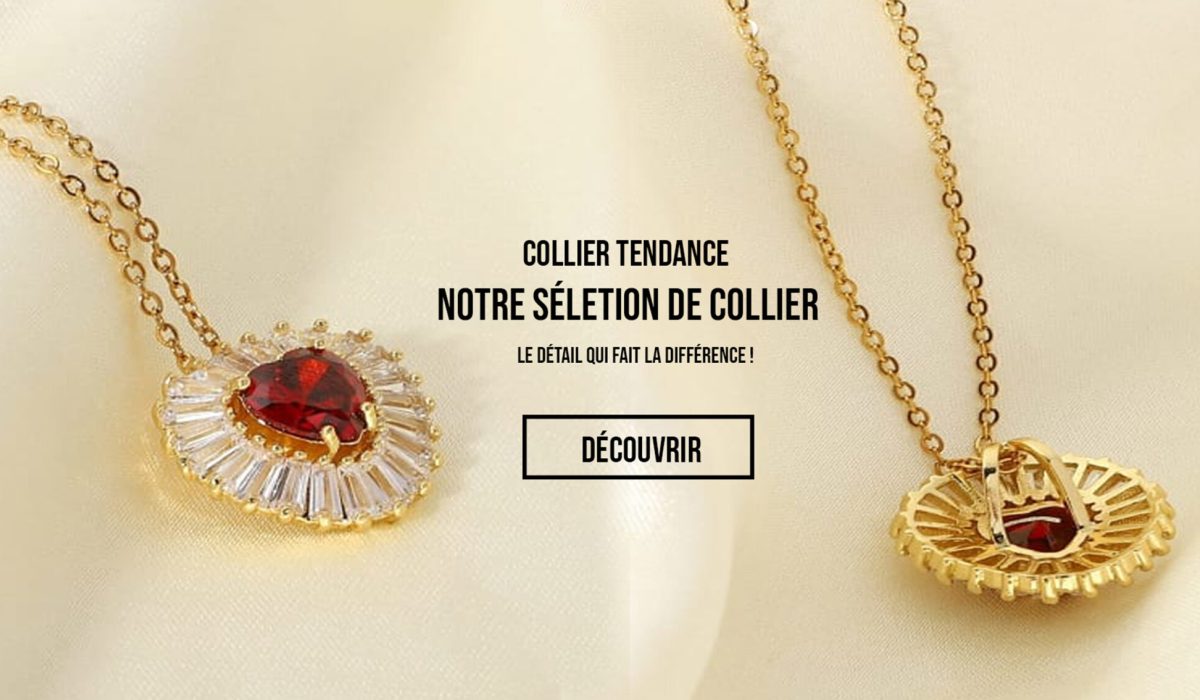 COLLIER TENDANCE
NOTRE SÉLETION DE COLLIER
LE DÉTAIL QUI FAIT LA DIFFÉRENCE !
DÉCOUVRIR